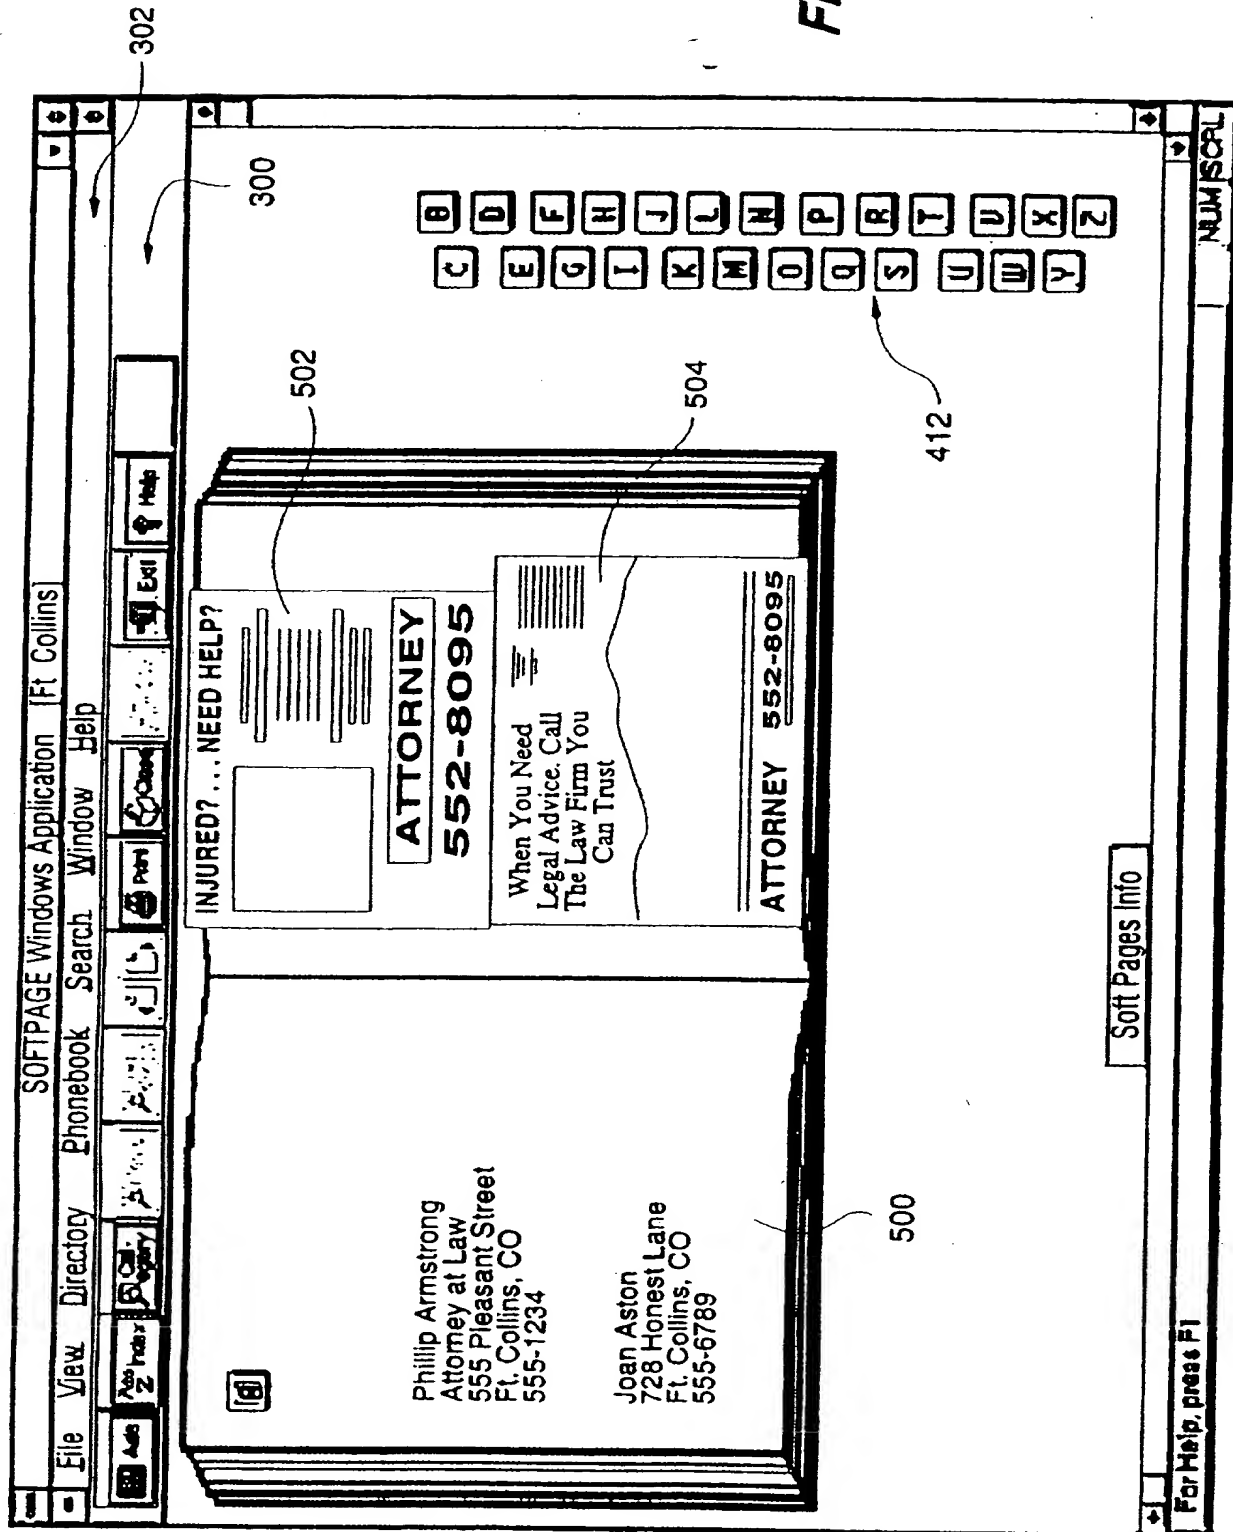 SOFTPAGE Windows Application [Ft Collins]
File View Directory Phonebook Search Window Help
302
Index
Z
Print
Close
Exit
Help
300
INJURED?...NEED HELP?
502
ATTORNEY
552-8095
When You Need
Legal Advice. Call
The Law Firm You
Can Trust
504
ATTORNEY 552-8095
Phillip Armstrong
Attorney at Law
555 Pleasant Street
Ft. Collins, CO
555-1234
Joan Aston
728 Honest Lane
Ft. Collins, CO
555-6789
500
B
D
F
H
J
L
N
P
R
T
V
X
Z
C
E
G
I
K
M
O
Q
S
U
W
Y
412
Soft Pages Info
For Help, press F1
NUM SCRL